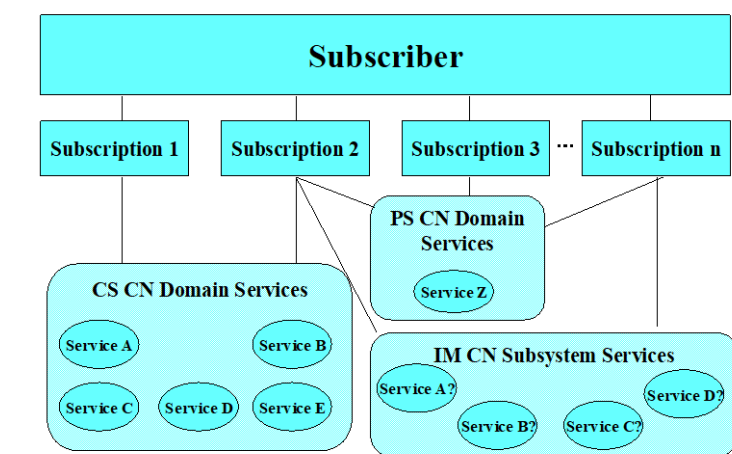 Subscriber
Subscription 1
Subscription 2
Subscription 3
...
Subscription n
PS CN Domain
Services
Service Z
CS CN Domain Services
Service A
Service B
Service C
Service D
Service E
IM CN Subsystem Services
Service A?
Service B?
Service C?
Service D?